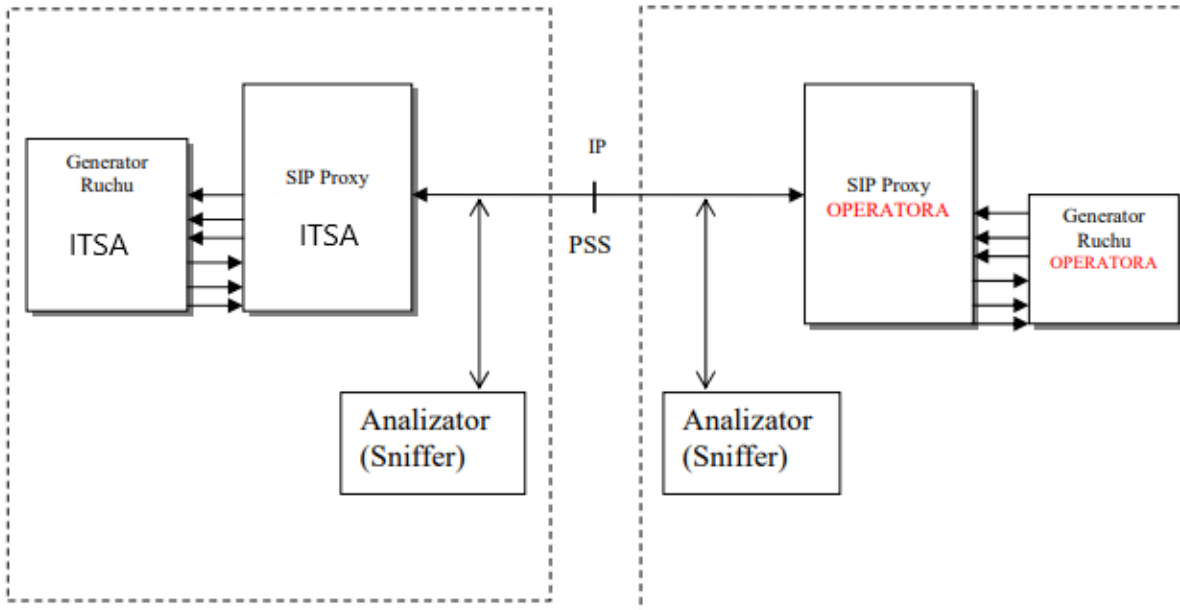 Generator
Ruchu
ITSA
SIP Proxy
ITSA
IP
PSS
SIP Proxy
OPERATORA
Generator
Ruchu
OPERATORA
Analizator
(Sniffer)
Analizator
(Sniffer)